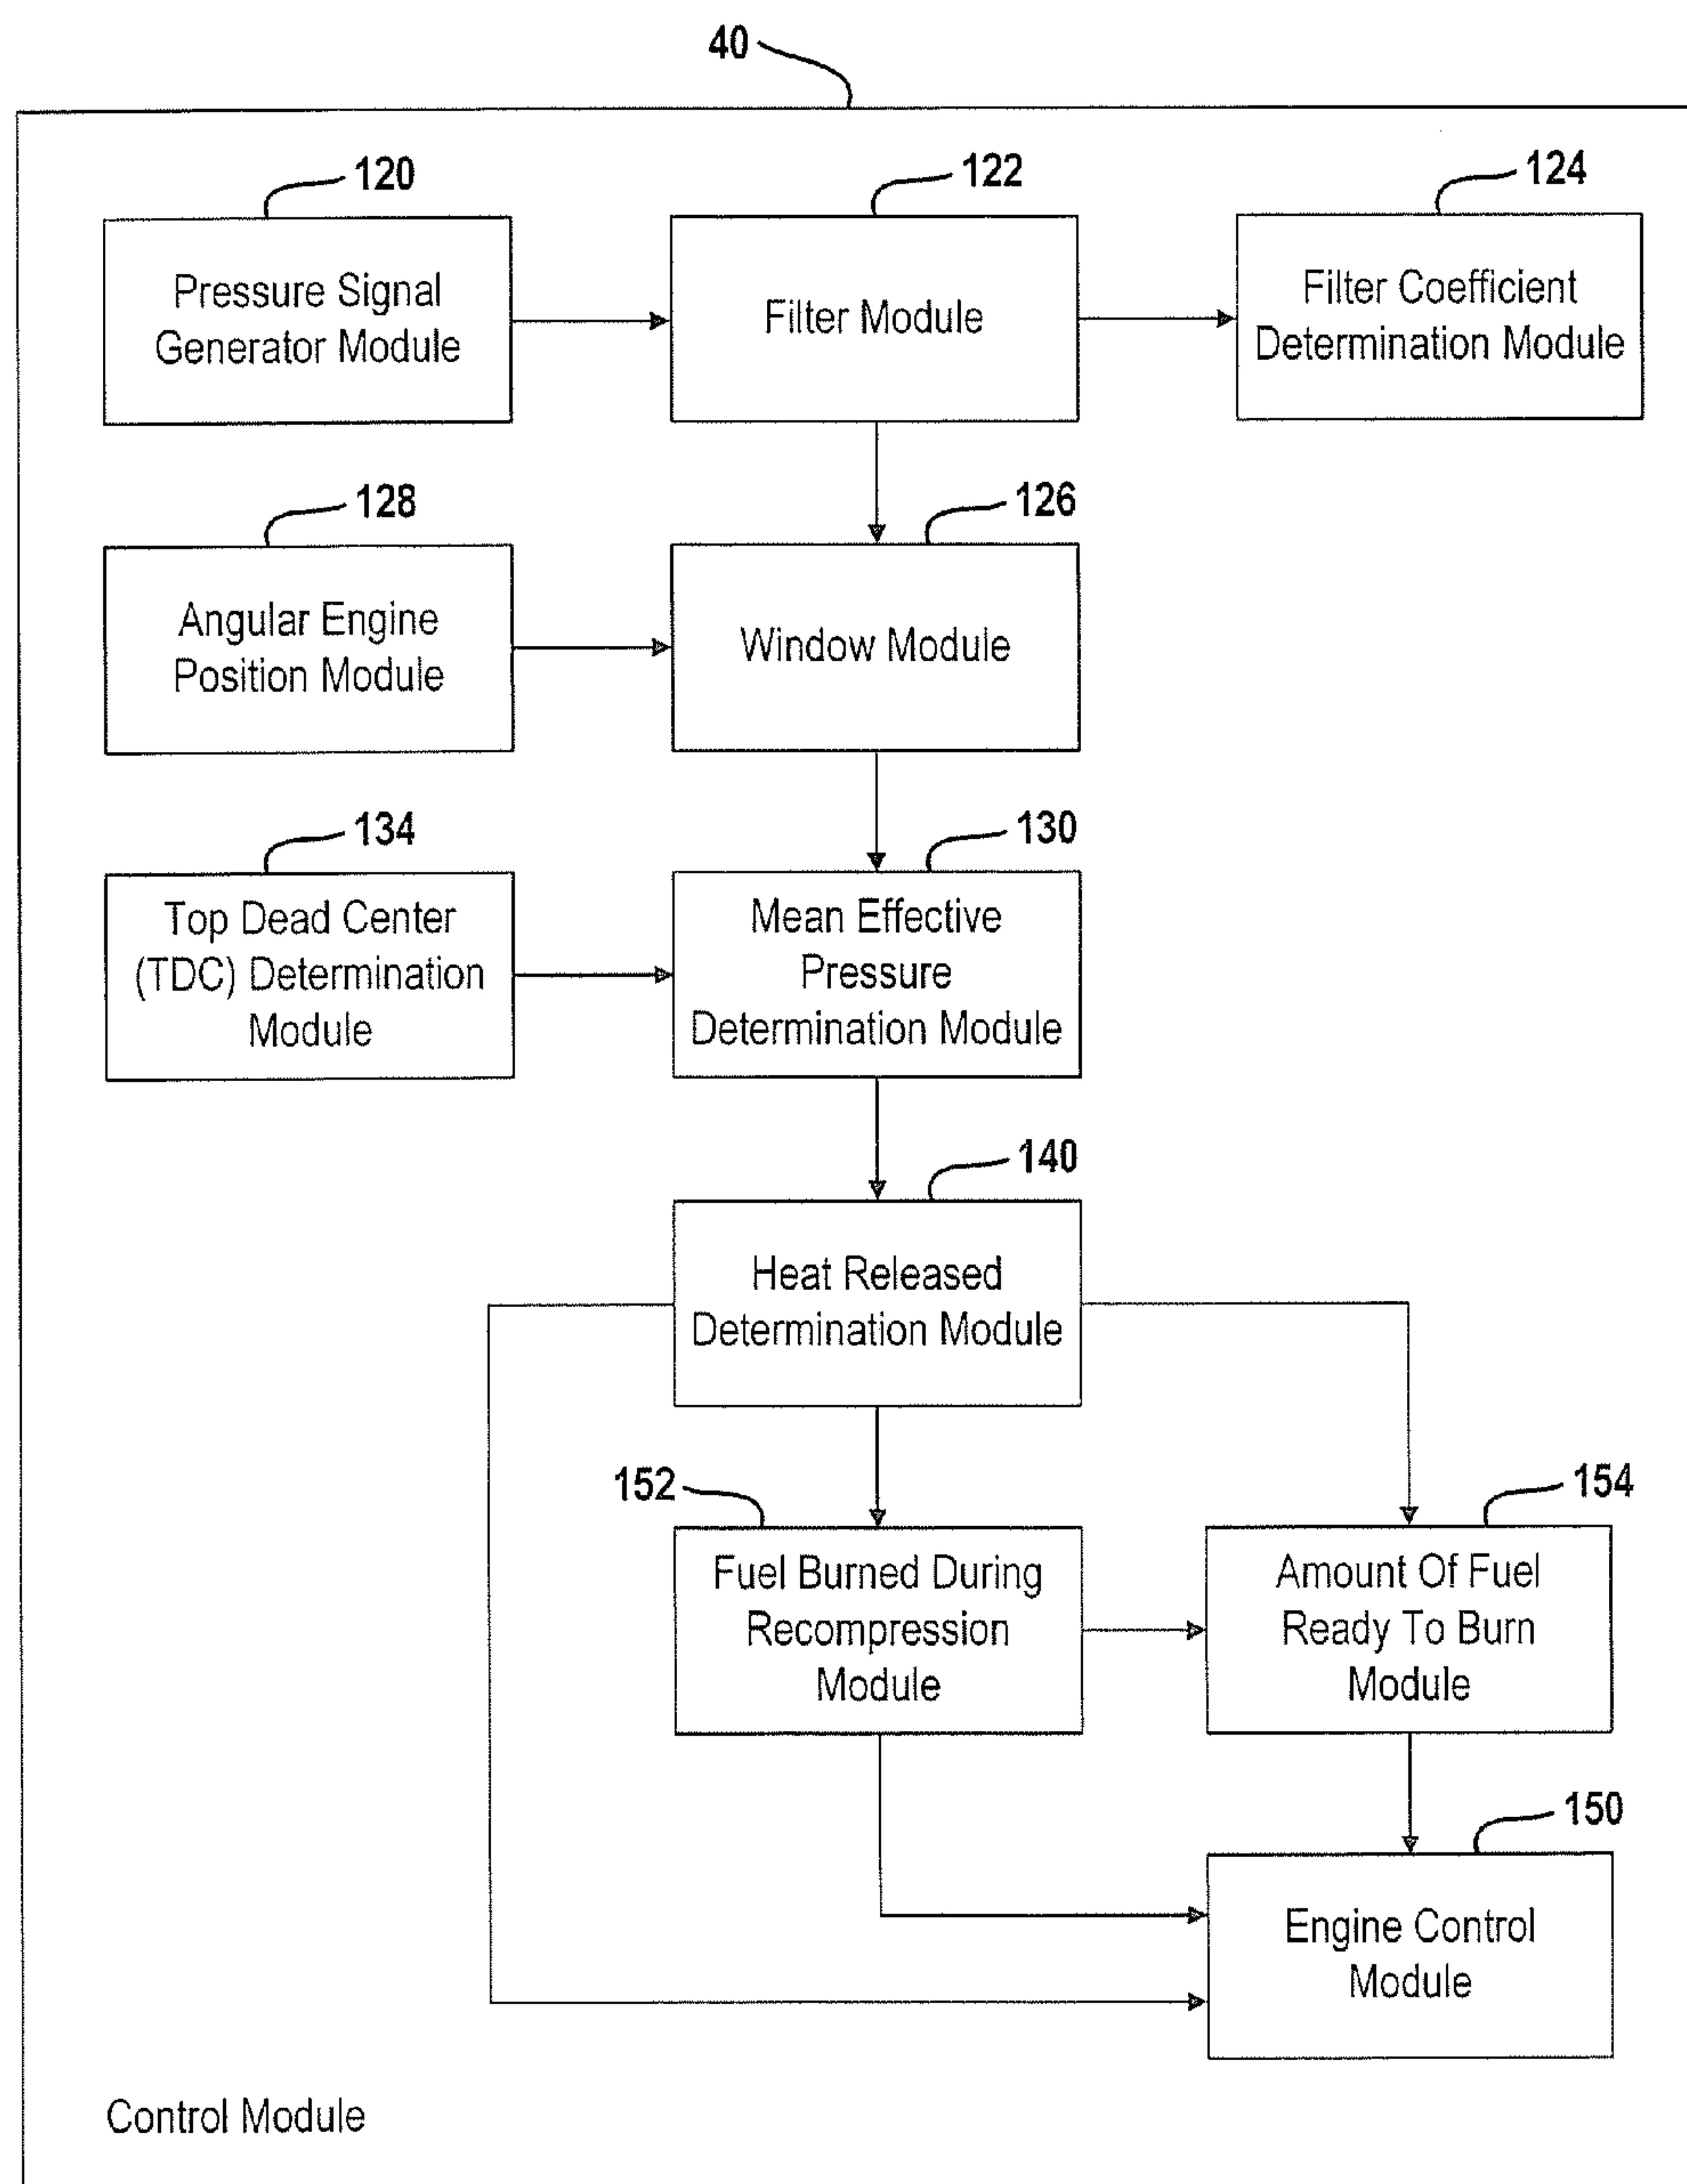 40
120
122
124
Pressure Signal
Generator Module
Filter Module
Filter Coefficient
Determination Module
128
126
Angular Engine
Position Module
Window Module
134
130
Top Dead Center
(TDC) Determination
Module
Mean Effective
Pressure
Determination Module
140
Heat Released
Determination Module
152
154
Fuel Burned During
Recompression
Module
Amount Of Fuel
Ready To Burn
Module
150
Engine Control
Module
Control Module